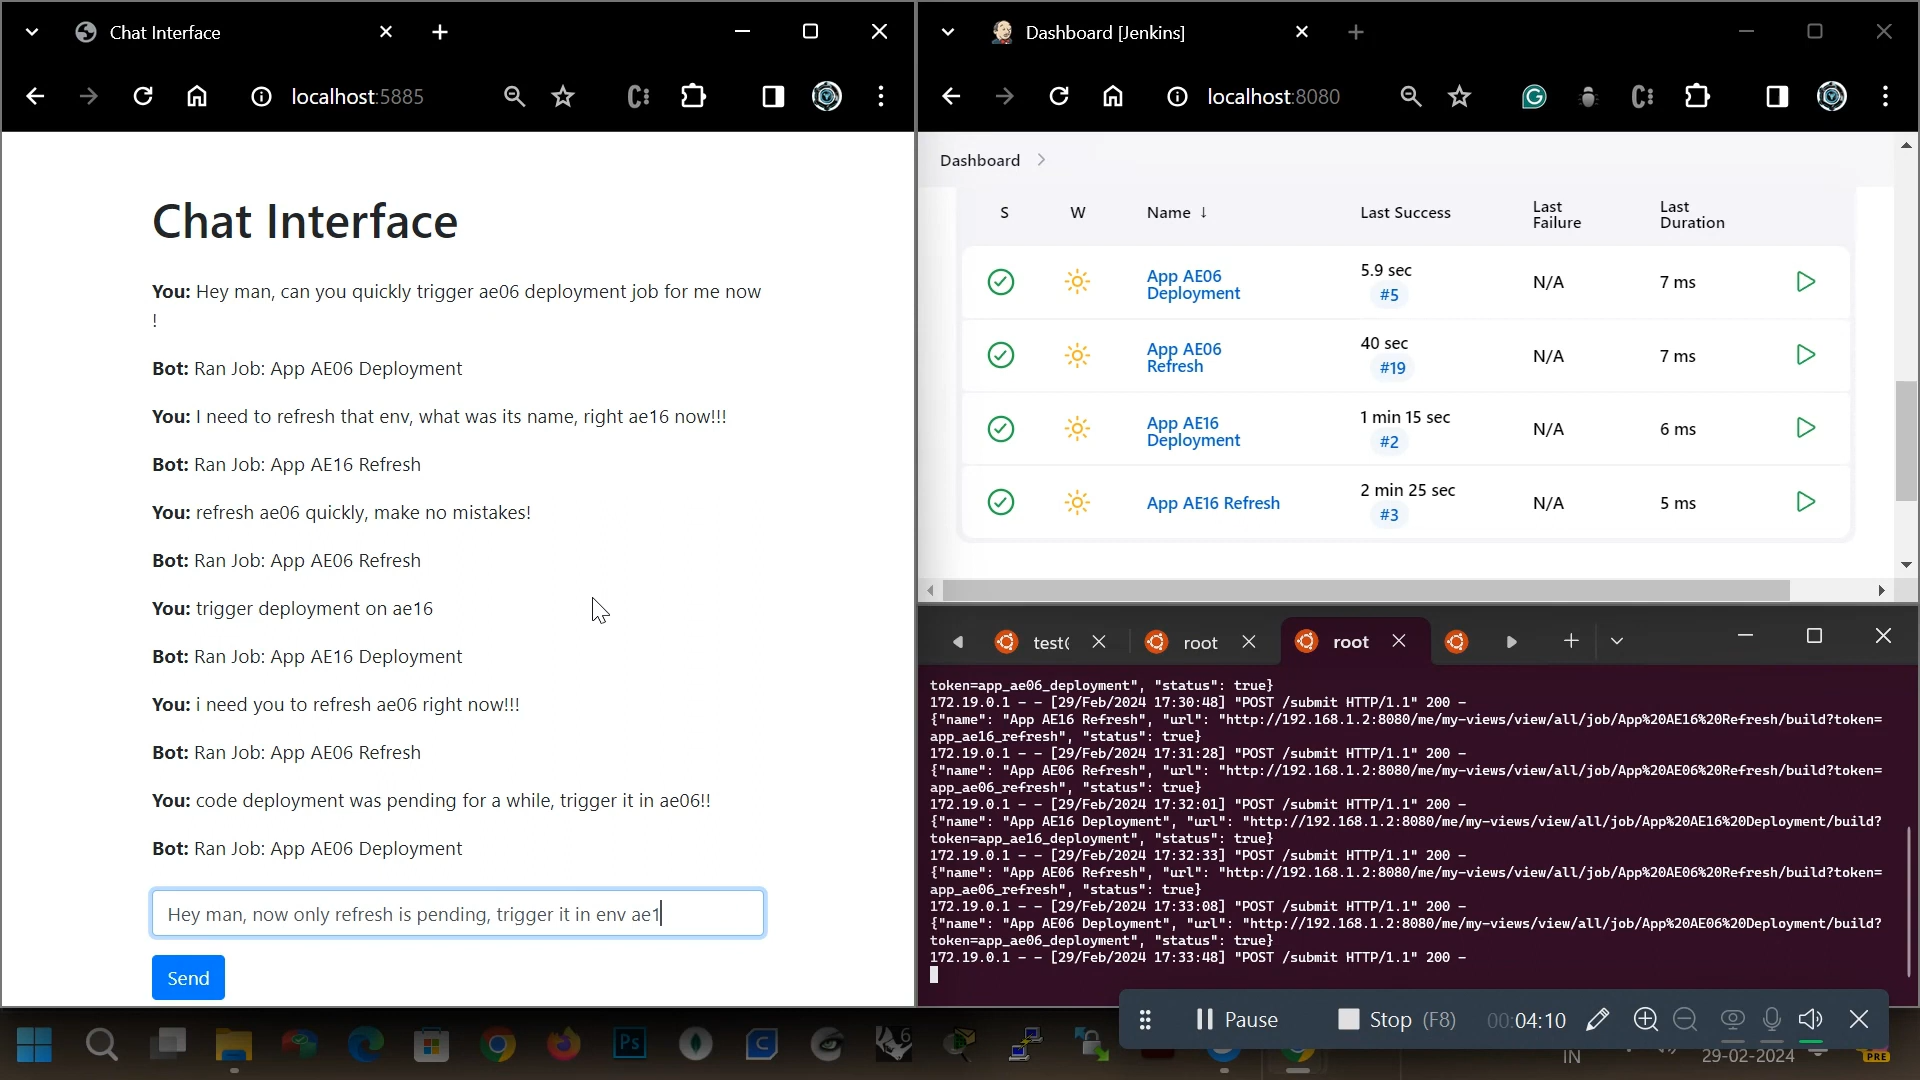 Chat Interface
localhost:5885
Chat Interface
You: Hey man, can you quickly trigger ae06 deployment job for me now
!
Bot: Ran Job: App AE06 Deployment
You: I need to refresh that env, what was its name, right ae16 now!!!
Bot: Ran Job: App AE16 Refresh
You: refresh ae06 quickly, make no mistakes!
Bot: Ran Job: App AE06 Refresh
You: trigger deployment on ae16
Bot: Ran Job: App AE16 Deployment
You: i need you to refresh ae06 right now!!!
Bot: Ran Job: App AE06 Refresh
You: code deployment was pending for a while, trigger it in ae06!!
Bot: Ran Job: App AE06 Deployment
Hey man, now only refresh is pending, trigger it in env ae1
Send
Dashboard [Jenkins]
localhost:8080
Dashboard
S W Name ↓ Last Success Last Failure Last Duration
App AE06 Deployment 5.9 sec #5 N/A 7 ms
App AE06 Refresh 40 sec #19 N/A 7 ms
App AE16 Deployment 1 min 15 sec #2 N/A 6 ms
App AE16 Refresh 2 min 25 sec #3 N/A 5 ms
test( root root
token=app_ae06_deployment", "status": true}
172.19.0.1 - - [29/Feb/2024 17:30:48] "POST /submit HTTP/1.1" 200 -
{"name": "App AE16 Refresh", "url": "http://192.168.1.2:8080/me/my-views/view/all/job/App%20AE16%20Refresh/build?token=
app_ae16_refresh", "status": true}
172.19.0.1 - - [29/Feb/2024 17:31:28] "POST /submit HTTP/1.1" 200 -
{"name": "App AE06 Refresh", "url": "http://192.168.1.2:8080/me/my-views/view/all/job/App%20AE06%20Refresh/build?token=
app_ae06_refresh", "status": true}
172.19.0.1 - - [29/Feb/2024 17:32:01] "POST /submit HTTP/1.1" 200 -
{"name": "App AE16 Deployment", "url": "http://192.168.1.2:8080/me/my-views/view/all/job/App%20AE16%20Deployment/build?
token=app_ae16_deployment", "status": true}
172.19.0.1 - - [29/Feb/2024 17:32:33] "POST /submit HTTP/1.1" 200 -
{"name": "App AE06 Refresh", "url": "http://192.168.1.2:8080/me/my-views/view/all/job/App%20AE06%20Refresh/build?token=
app_ae06_refresh", "status": true}
172.19.0.1 - - [29/Feb/2024 17:33:08] "POST /submit HTTP/1.1" 200 -
{"name": "App AE06 Deployment", "url": "http://192.168.1.2:8080/me/my-views/view/all/job/App%20AE06%20Deployment/build?
token=app_ae06_deployment", "status": true}
172.19.0.1 - - [29/Feb/2024 17:33:48] "POST /submit HTTP/1.1" 200 -
Pause Stop (F8) 00:04:10
Ps
IN 29-02-2024 PRE